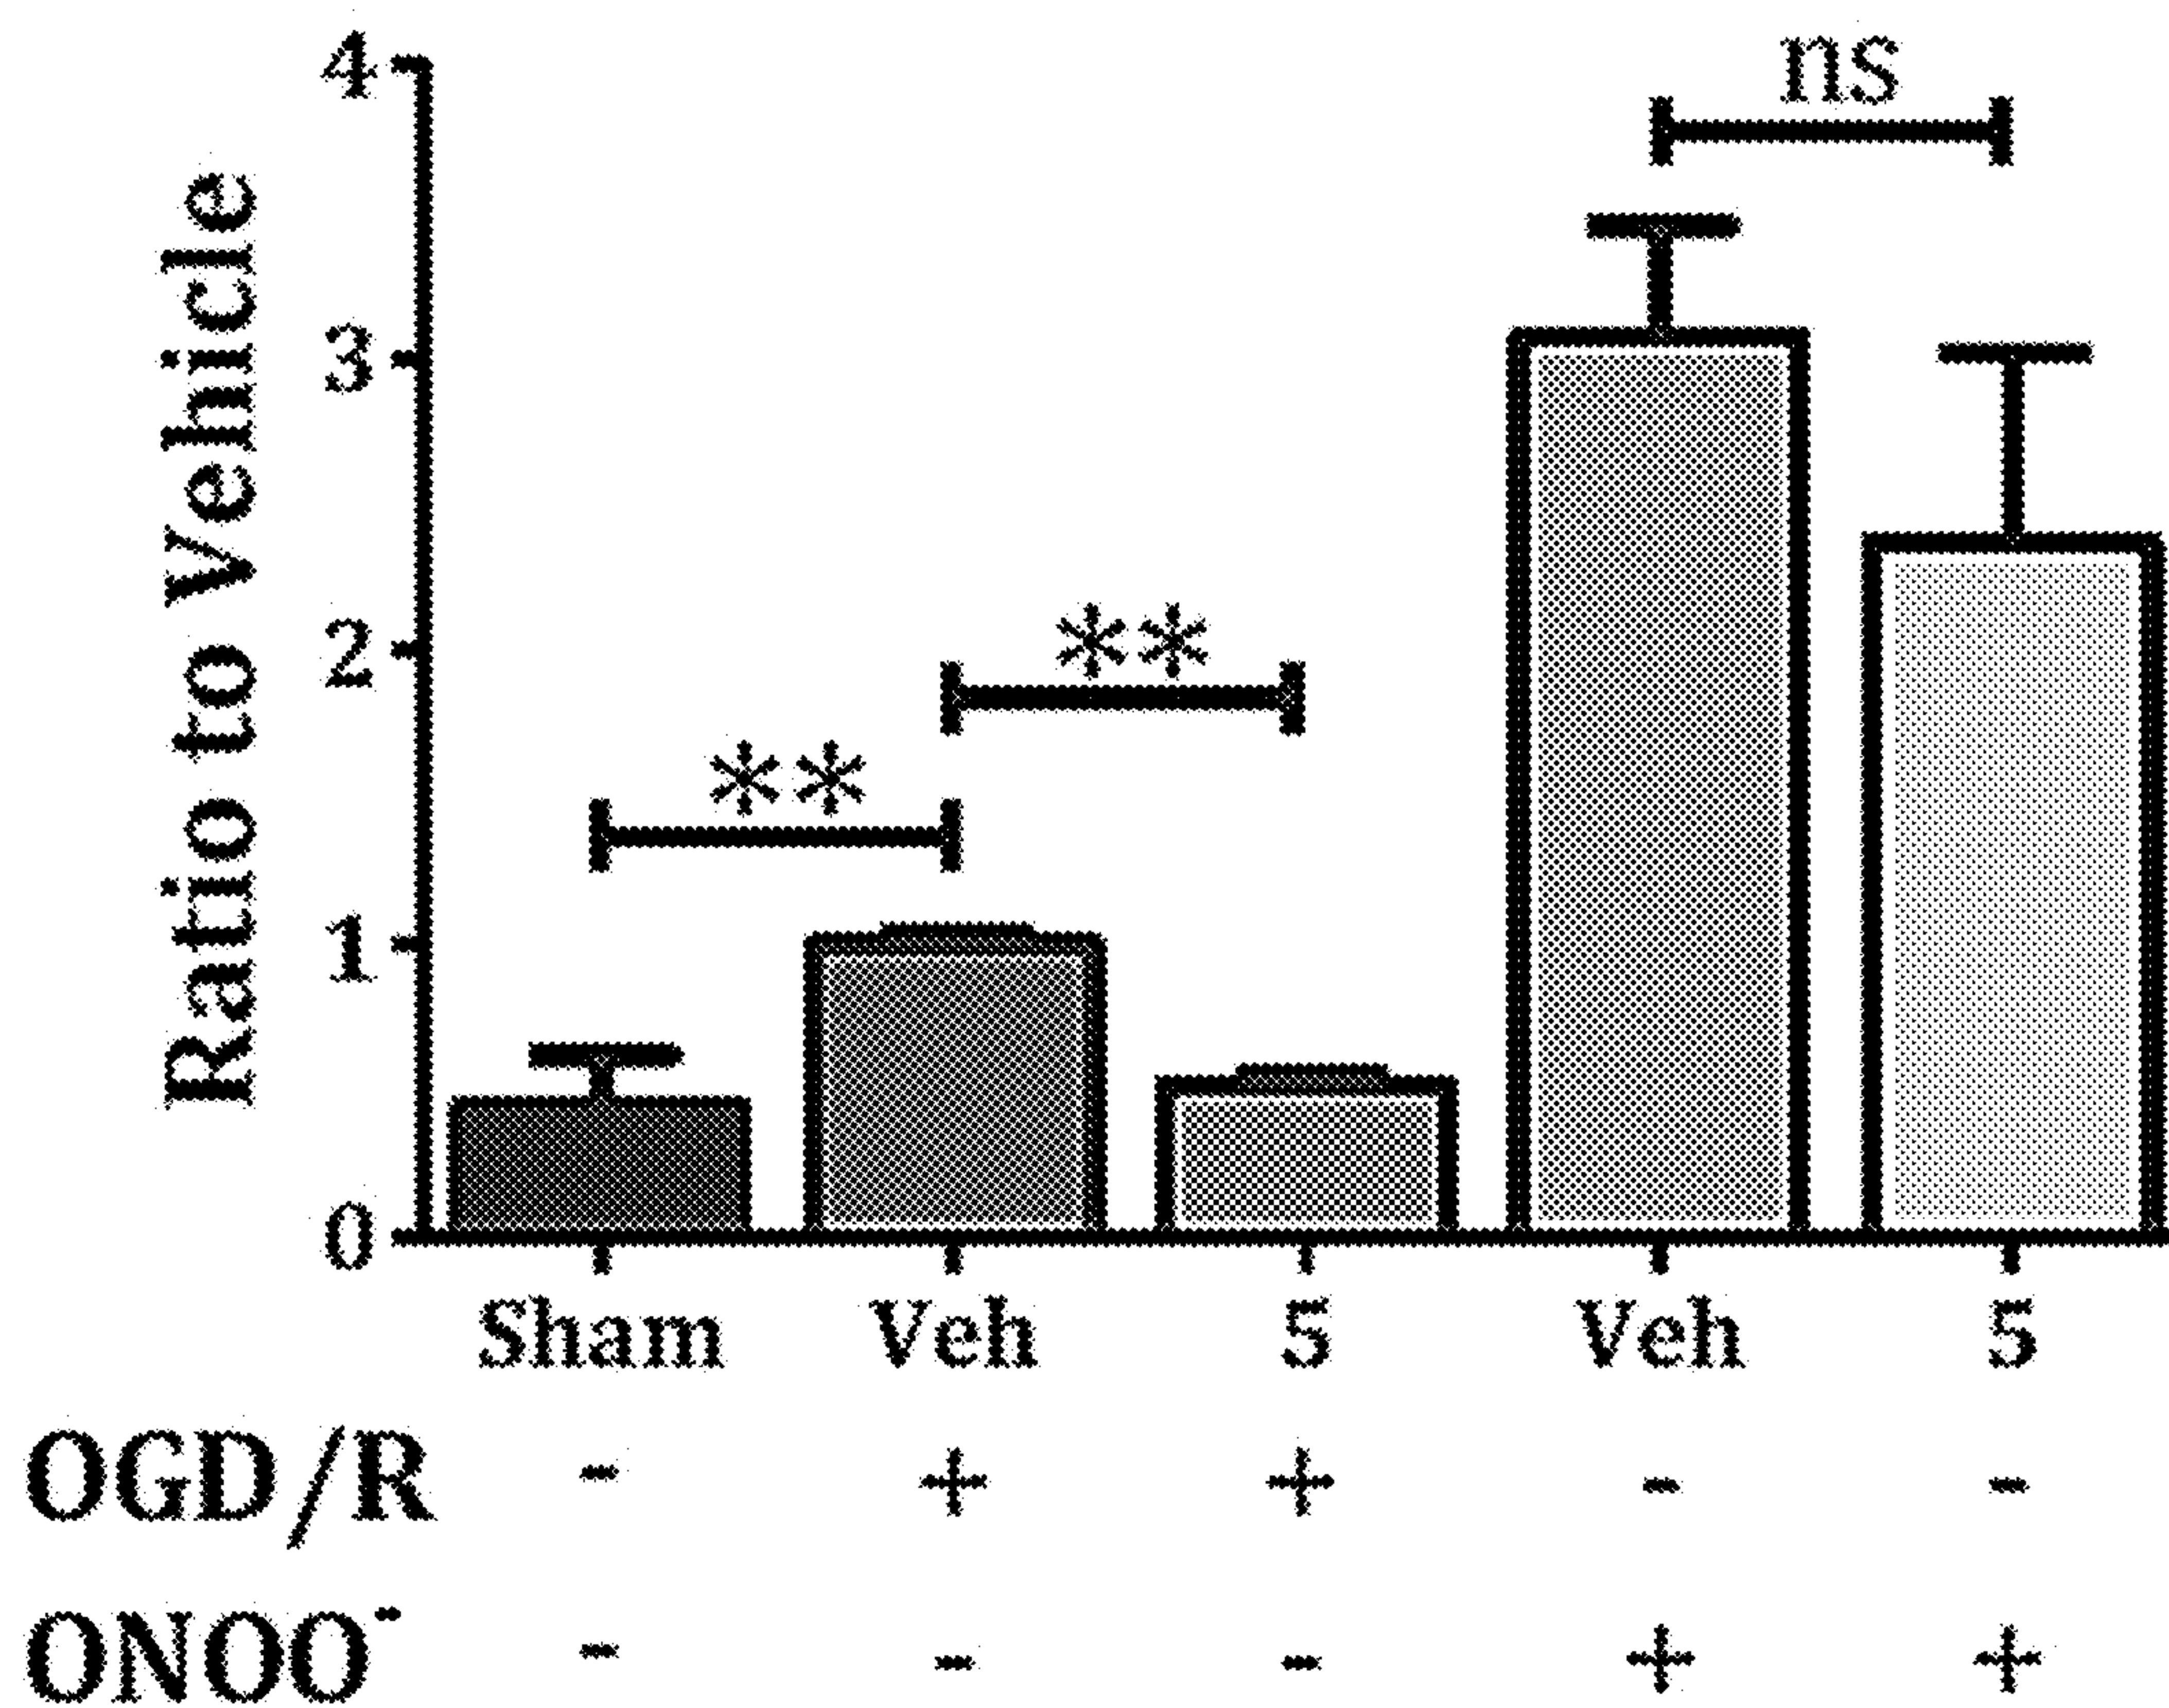 ns
4
3
2
1
0
Ratio to Vehicle
**
**
Sham Veh 5 Veh 5
OGD/R - + + - -
ONOO⁻ - - - + +